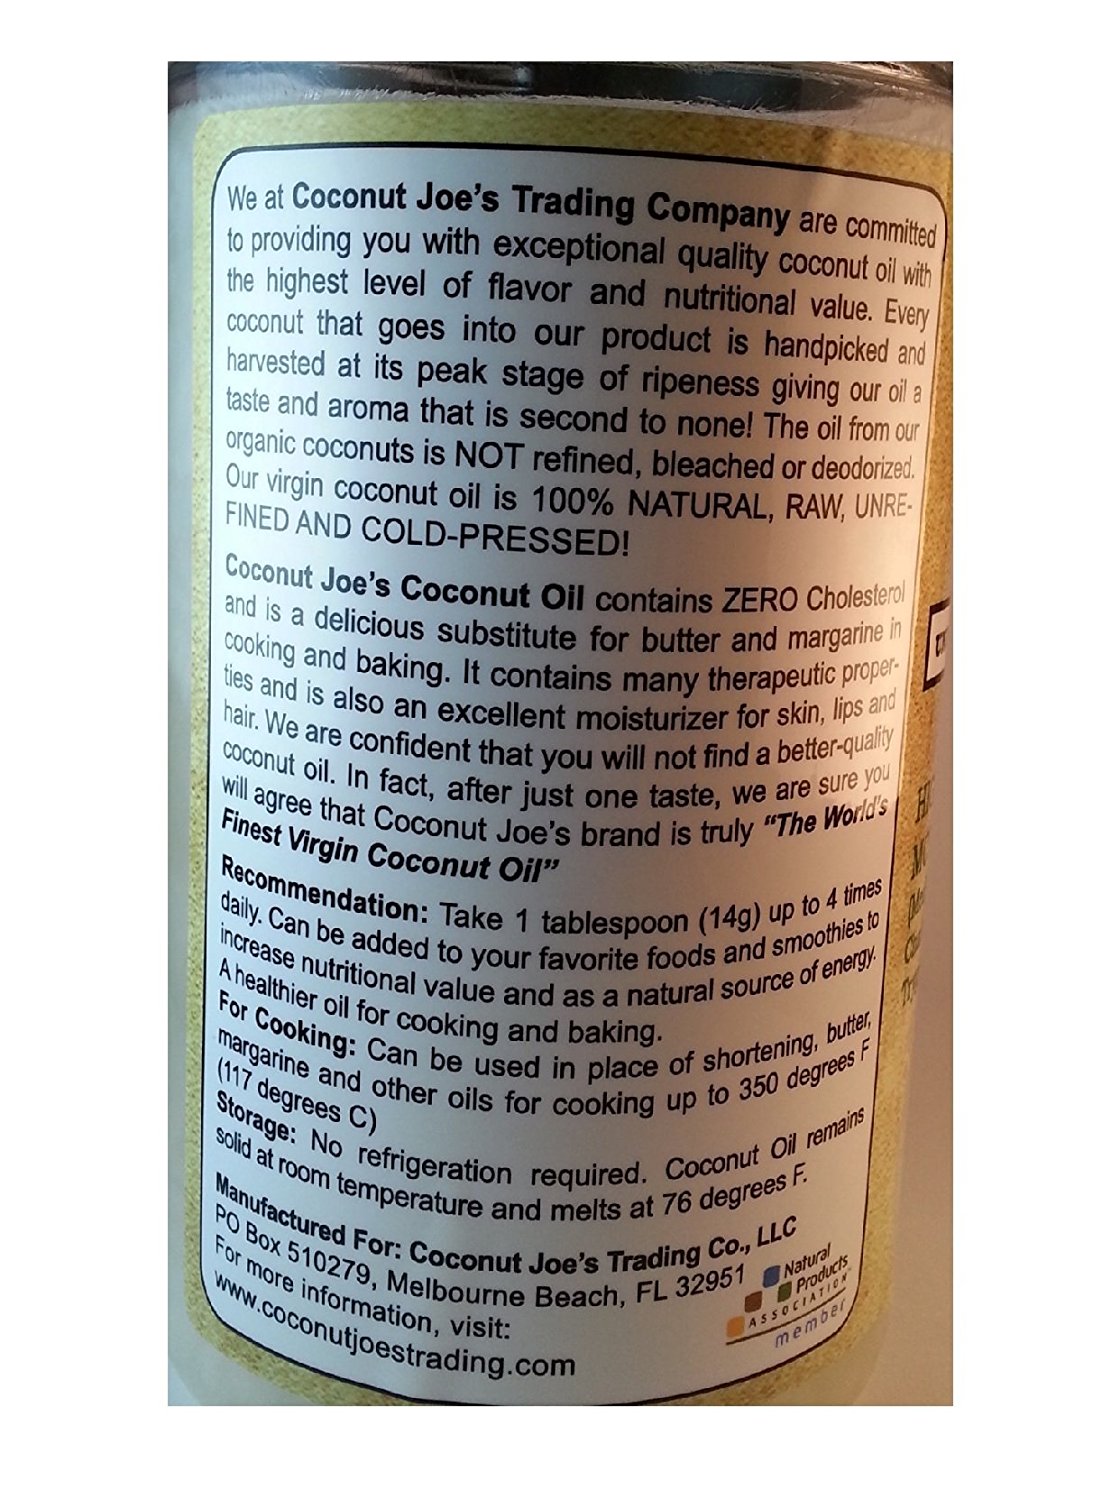 We at Coconut Joe's Trading Company are committed
to providing you with exceptional quality coconut oil with
the highest level of flavor and nutritional value. Every
coconut that goes into our product is handpicked and
harvested at its peak stage of ripeness giving our oil a
taste and aroma that is second to none! The oil from our
organic coconuts is NOT refined, bleached or deodorized.
Our virgin coconut oil is 100% NATURAL, RAW, UNRE-
FINED AND COLD-PRESSED!
Coconut Joe's Coconut Oil contains ZERO Cholesterol
and is a delicious substitute for butter and margarine in
cooking and baking. It contains many therapeutic proper-
ties and is also an excellent moisturizer for skin, lips and
hair. We are confident that you will not find a better-quality
coconut oil. In fact, after just one taste, we are sure you
will agree that Coconut Joe's brand is truly "The World's
Finest Virgin Coconut Oil"
Recommendation: Take 1 tablespoon (14g) up to 4 times
daily. Can be added to your favorite foods and smoothies to
increase nutritional value and as a natural source of energy.
A healthier oil for cooking and baking.
For Cooking: Can be used in place of shortening, butter,
margarine and other oils for cooking up to 350 degrees F
(117 degrees C)
Storage: No refrigeration required. Coconut Oil remains
solid at room temperature and melts at 76 degrees F.
Manufactured For: Coconut Joe's Trading Co., LLC
PO Box 510279, Melbourne Beach, FL 32951
For more information, visit:
www.coconutjoestrading.com
Natural
Products
ASSOCIATION
member